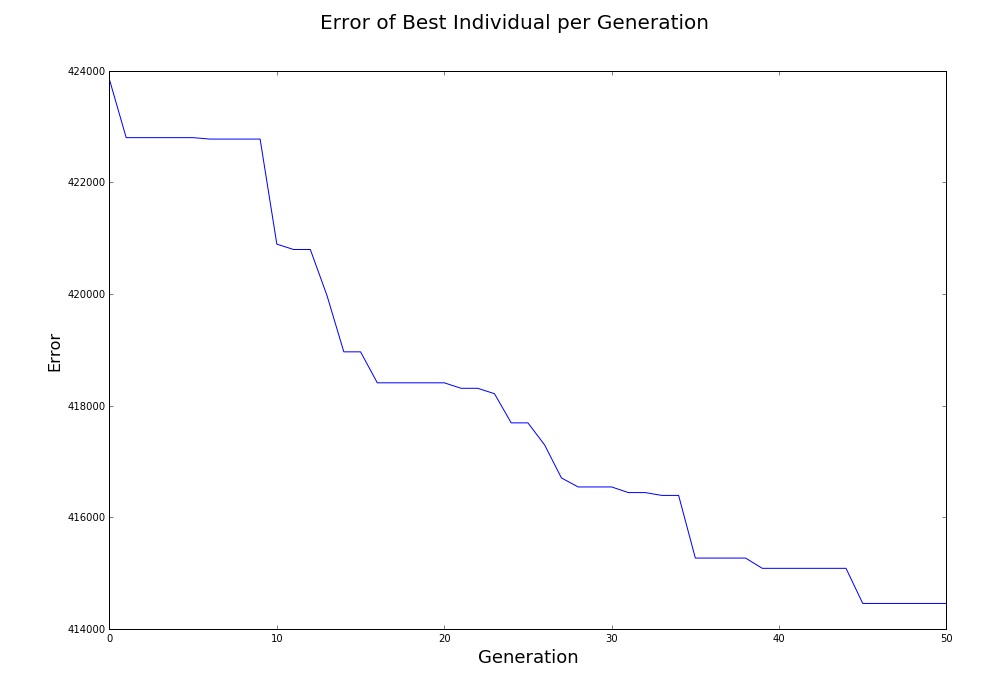 Error of Best Individual per Generation
424000
422000
420000
418000
416000
414000
Error
0 10 20 30 40 50
Generation